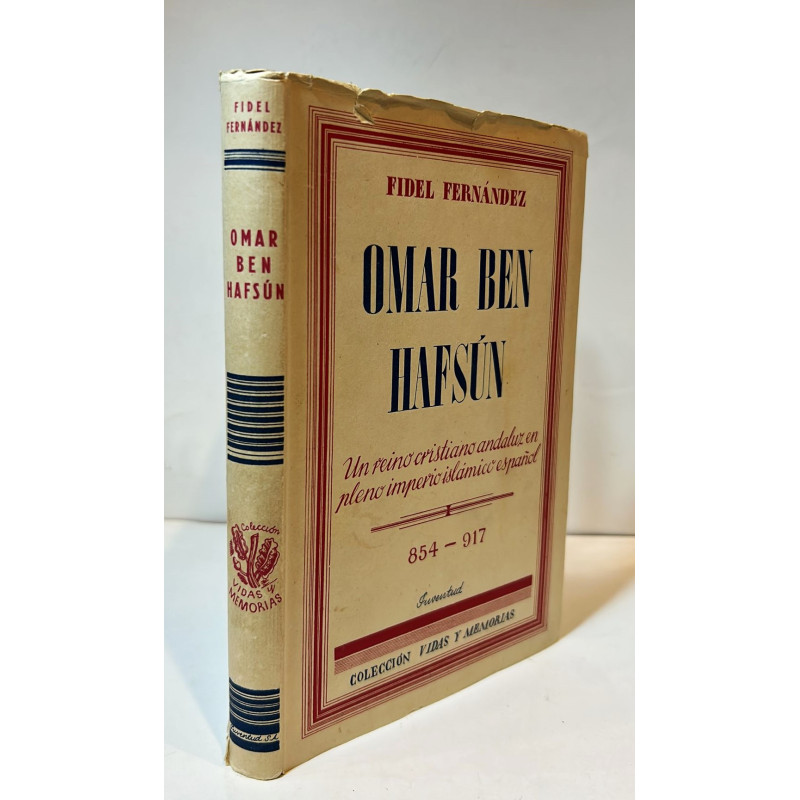 FIDEL
FERNÁNDEZ
OMAR
BEN
HAFSÚN
Colección
VIDAS Y
MEMORIAS
Juventud S.A.
FIDEL FERNÁNDEZ
OMAR BEN
HAFSÚN
Un reino cristiano andaluz en
pleno imperio islámico español
I
854 - 917
Juventud
COLECCIÓN VIDAS Y MEMORIAS